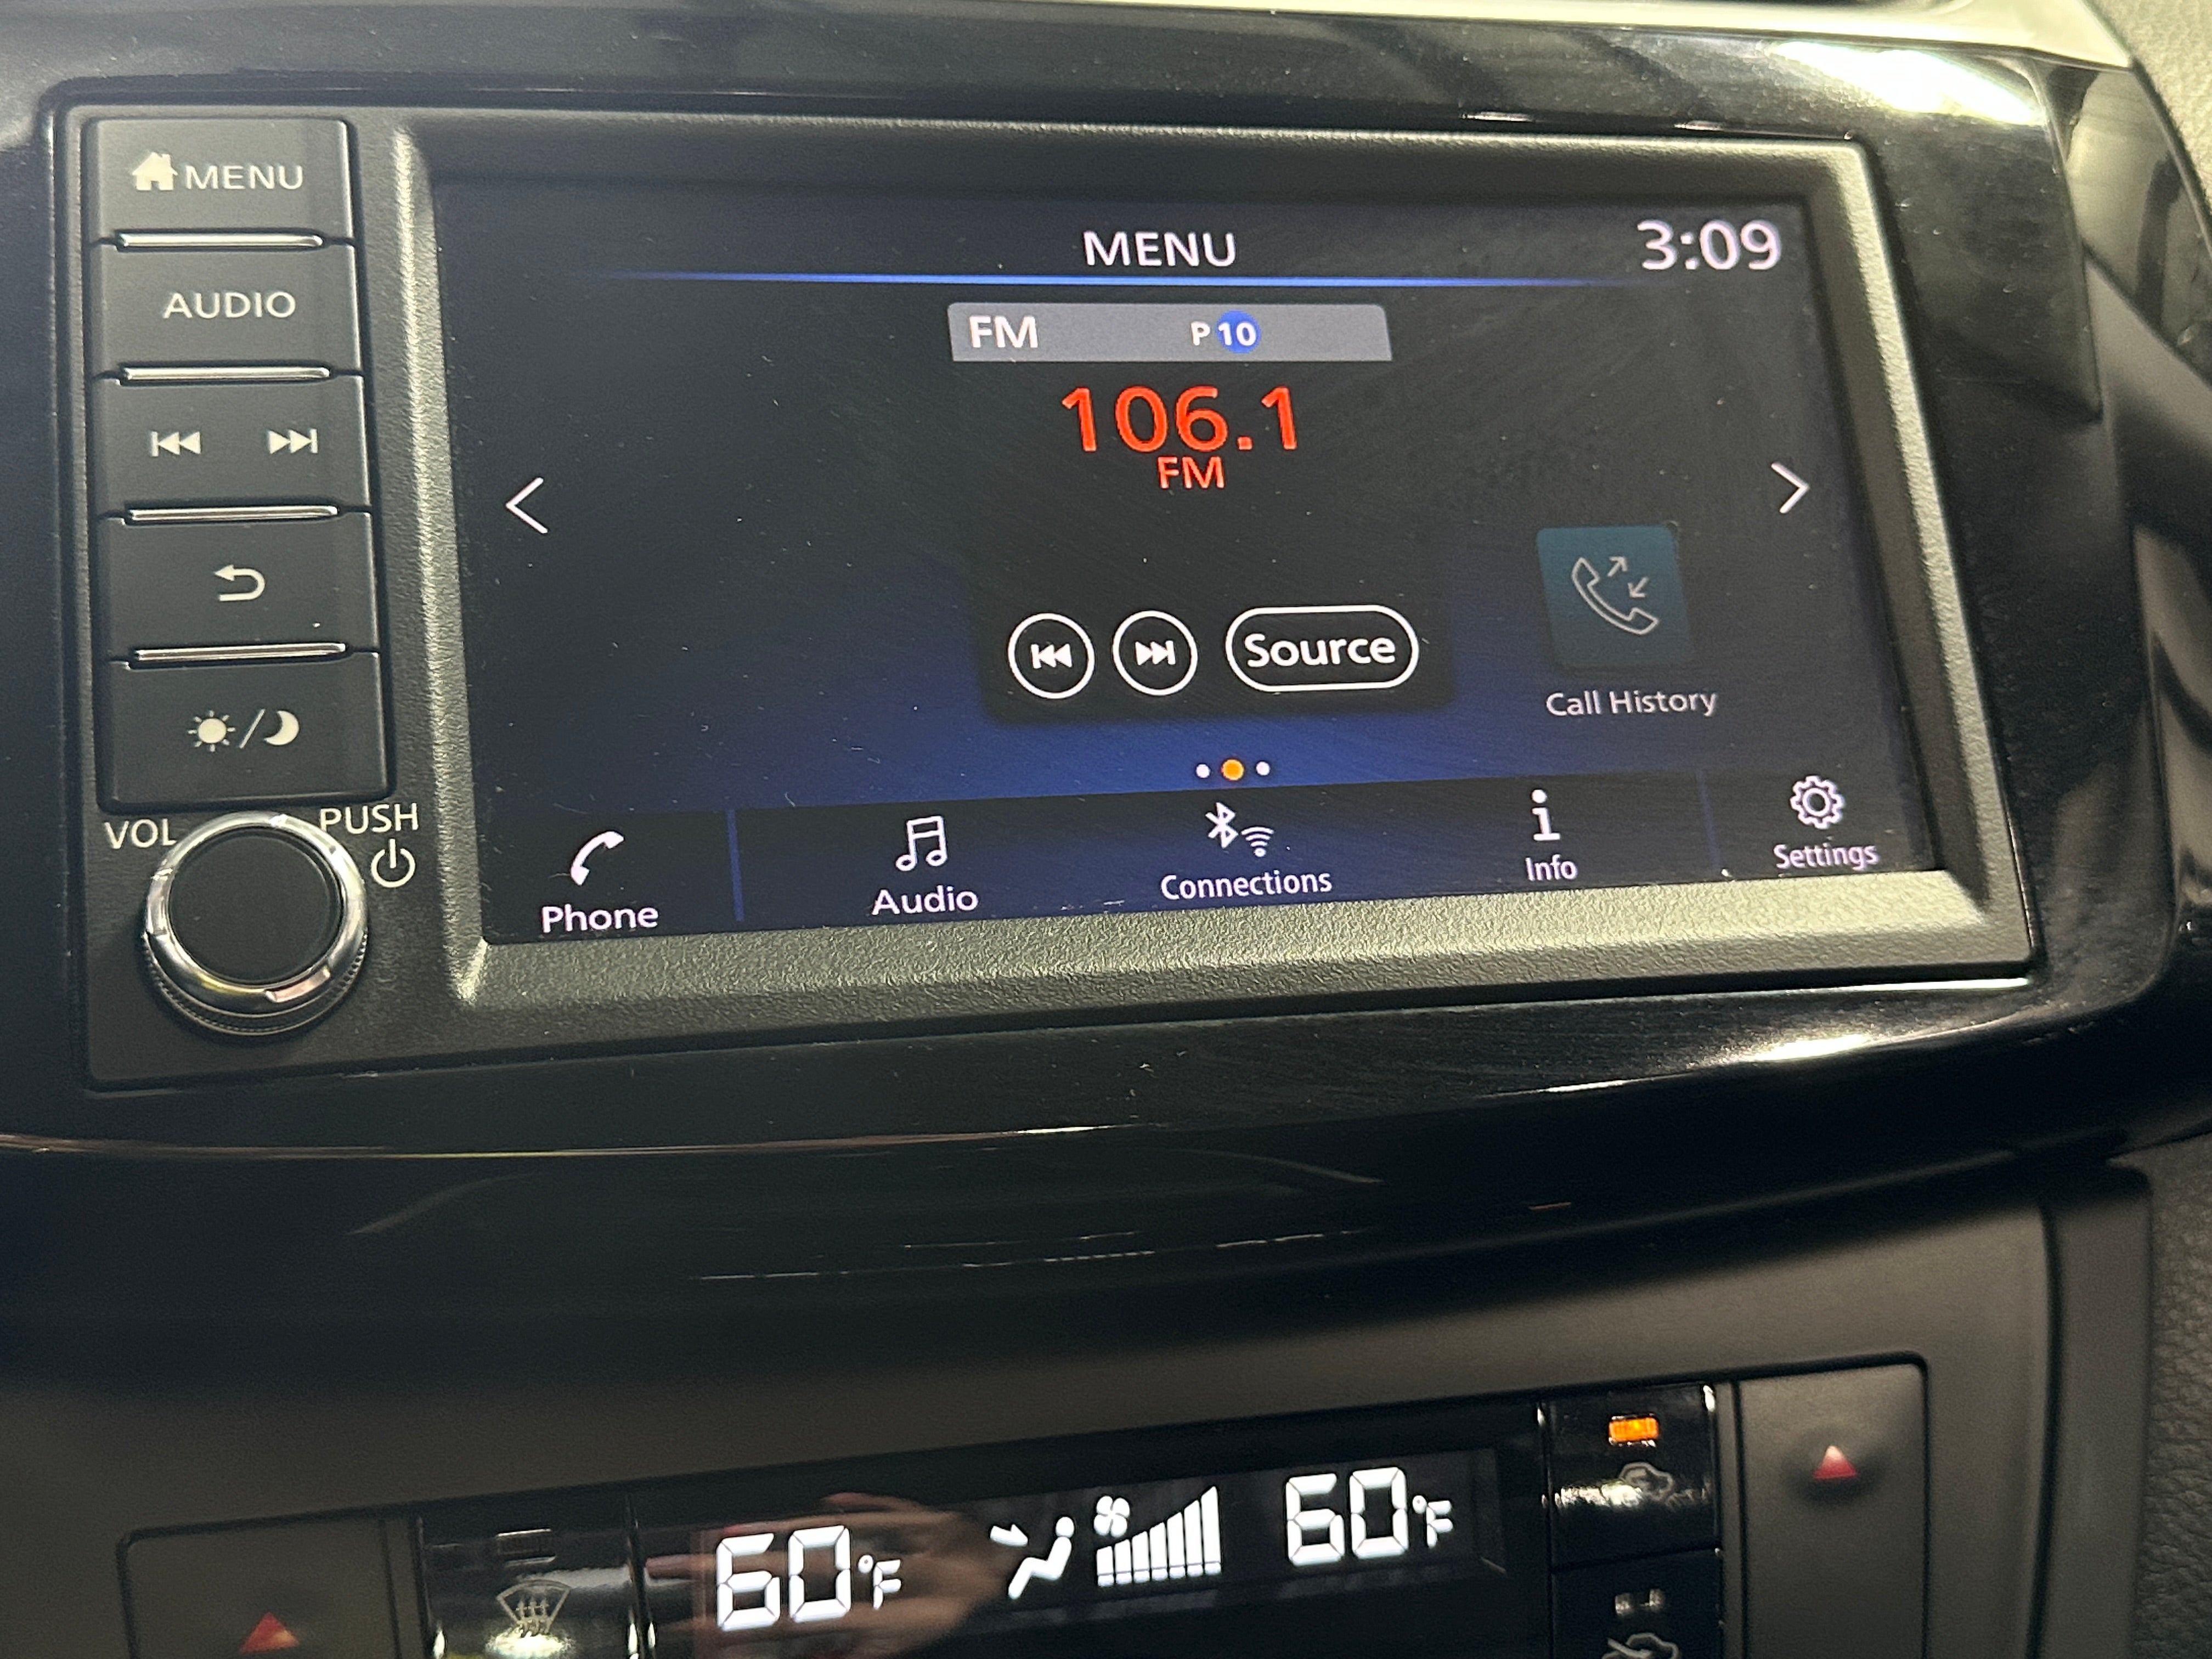 MENU
AUDIO
VOL
PUSH
MENU
3:09
FM P 10
106.1
FM
Source
Call History
Phone
Audio
Connections
Info
Settings
60°F
60°F